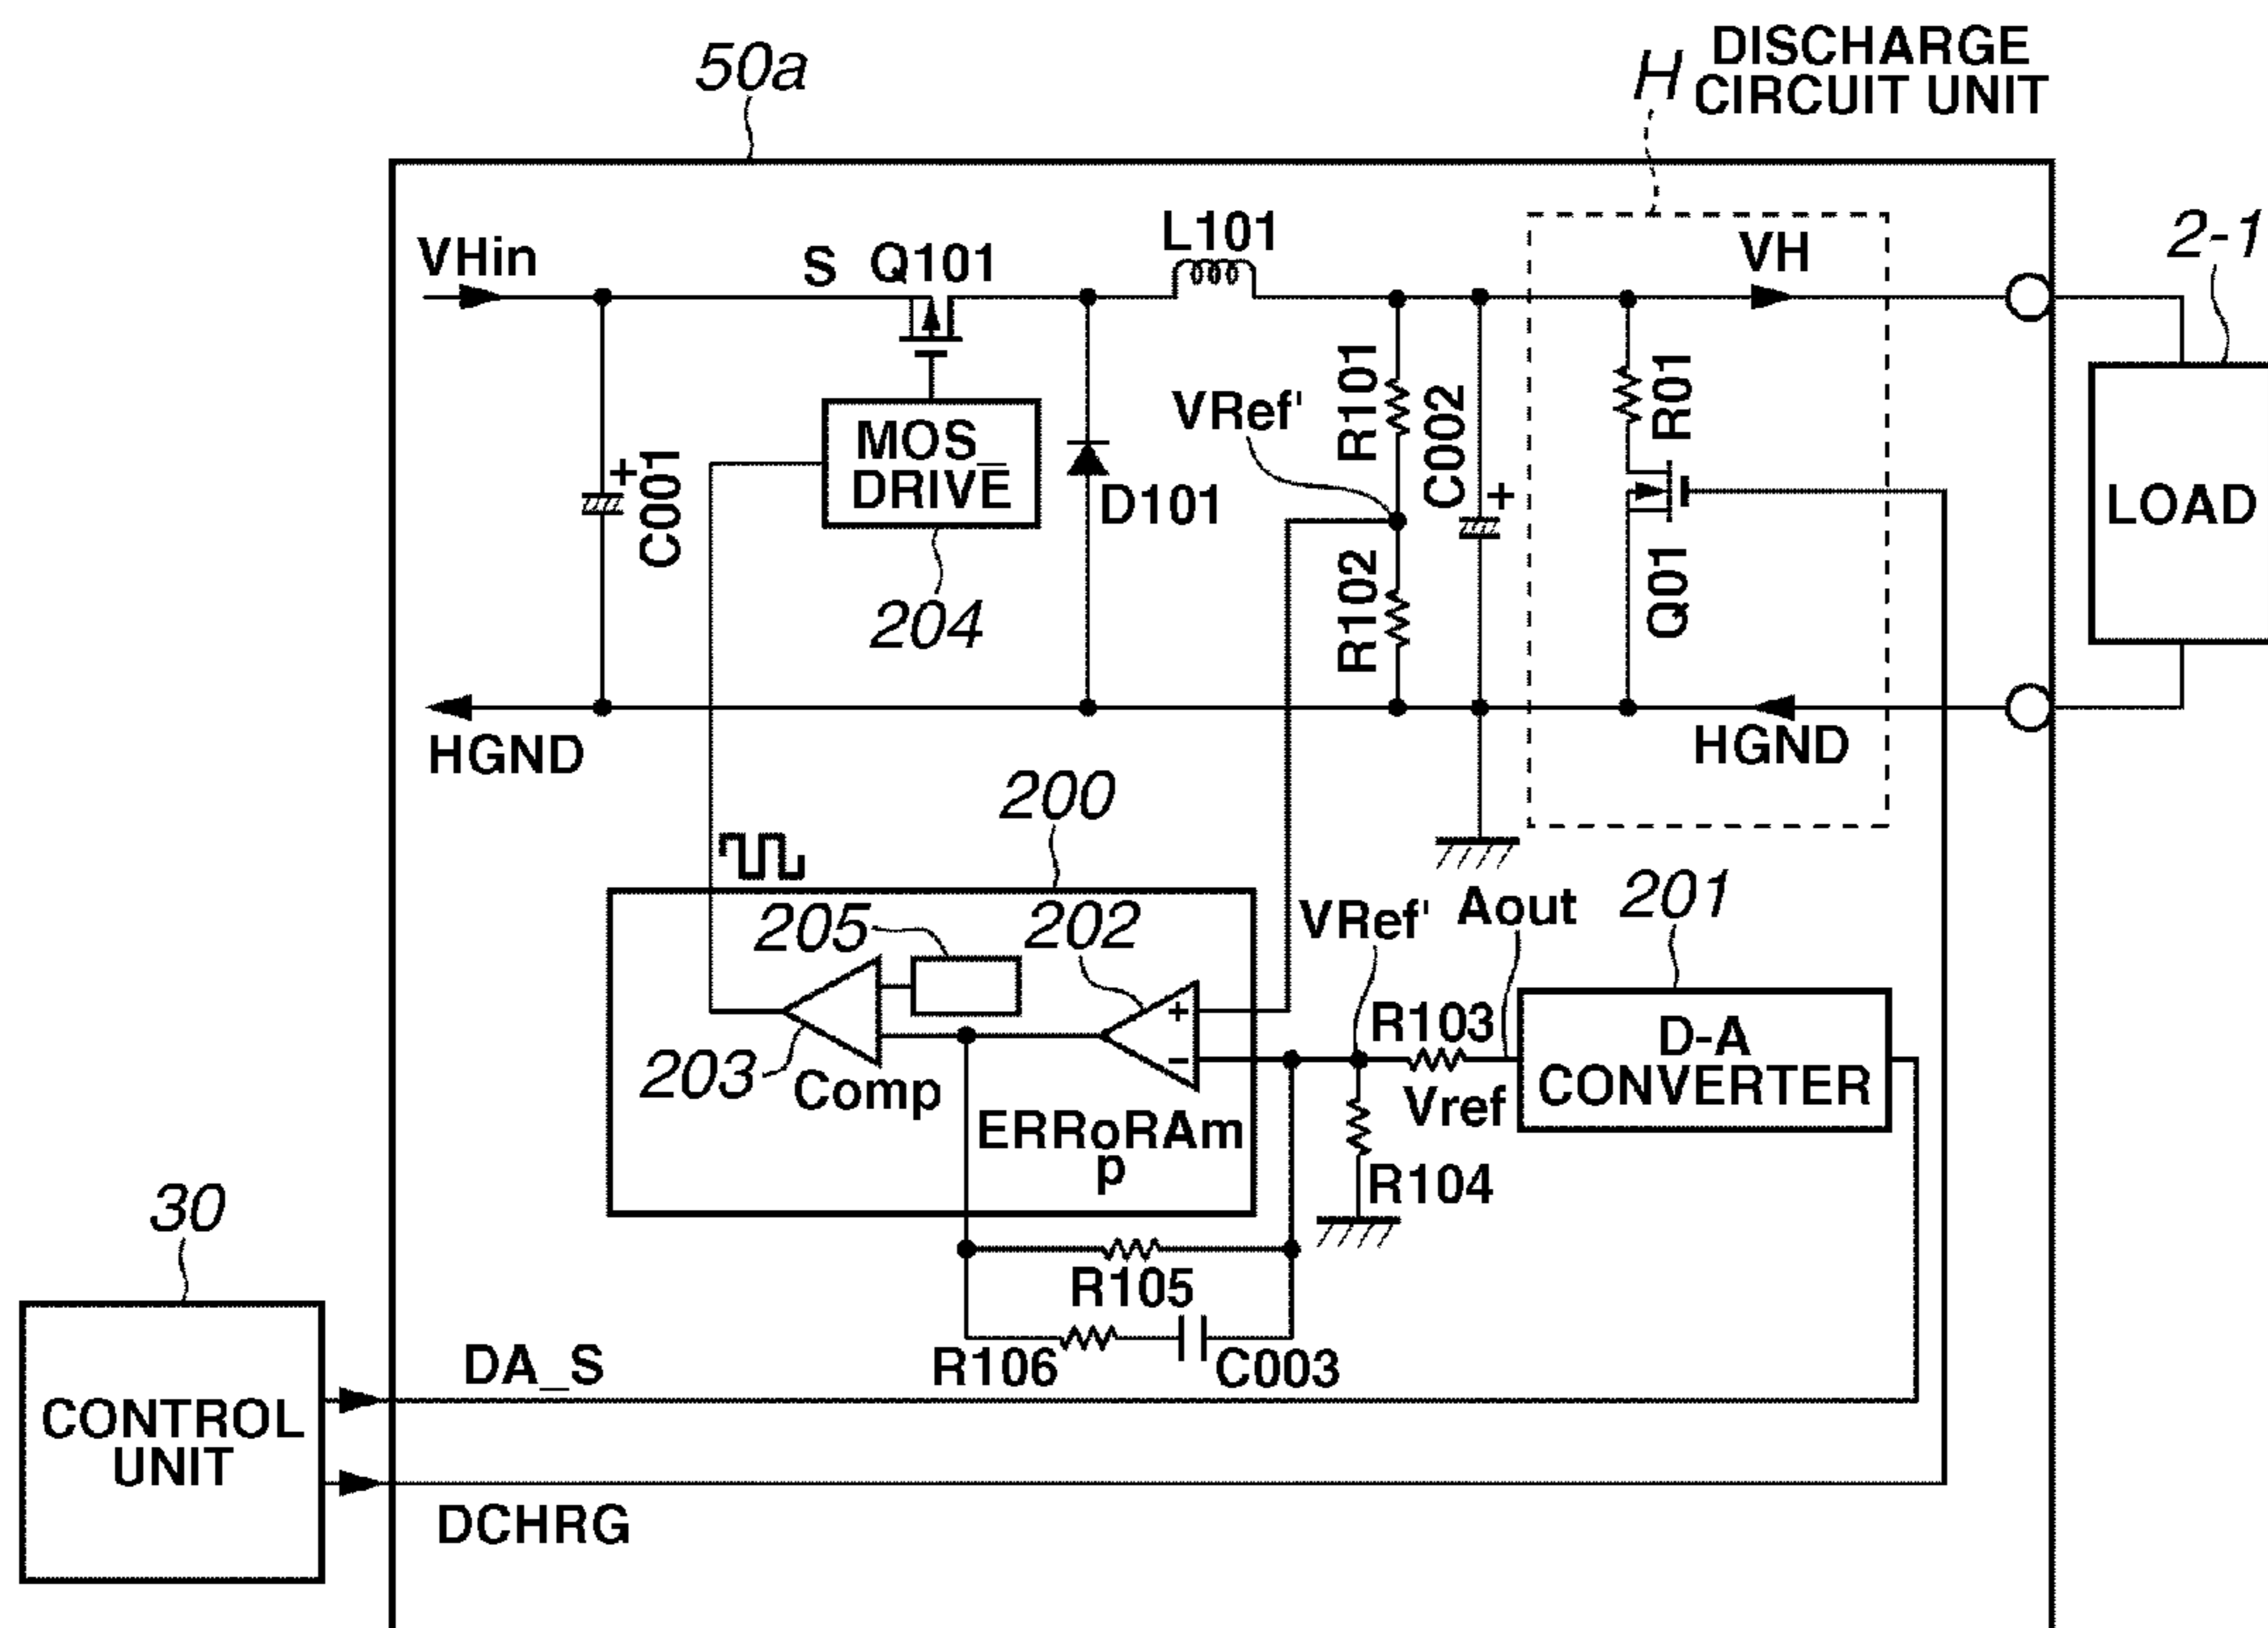 50a
H
DISCHARGE
CIRCUIT UNIT
VHin
S
Q101
L101
VH
2-1
C001
+
MOS_
DRIVE
204
D101
VRef'
R101
R102
C002
+
R01
Q01
LOAD
HGND
HGND
200
205
202
203
Comp
+
-
ERRoRAm
p
VRef'
Aout
201
R103
Vref
D-A
CONVERTER
R104
R105
R106
C003
30
CONTROL
UNIT
DA_S
DCHRG